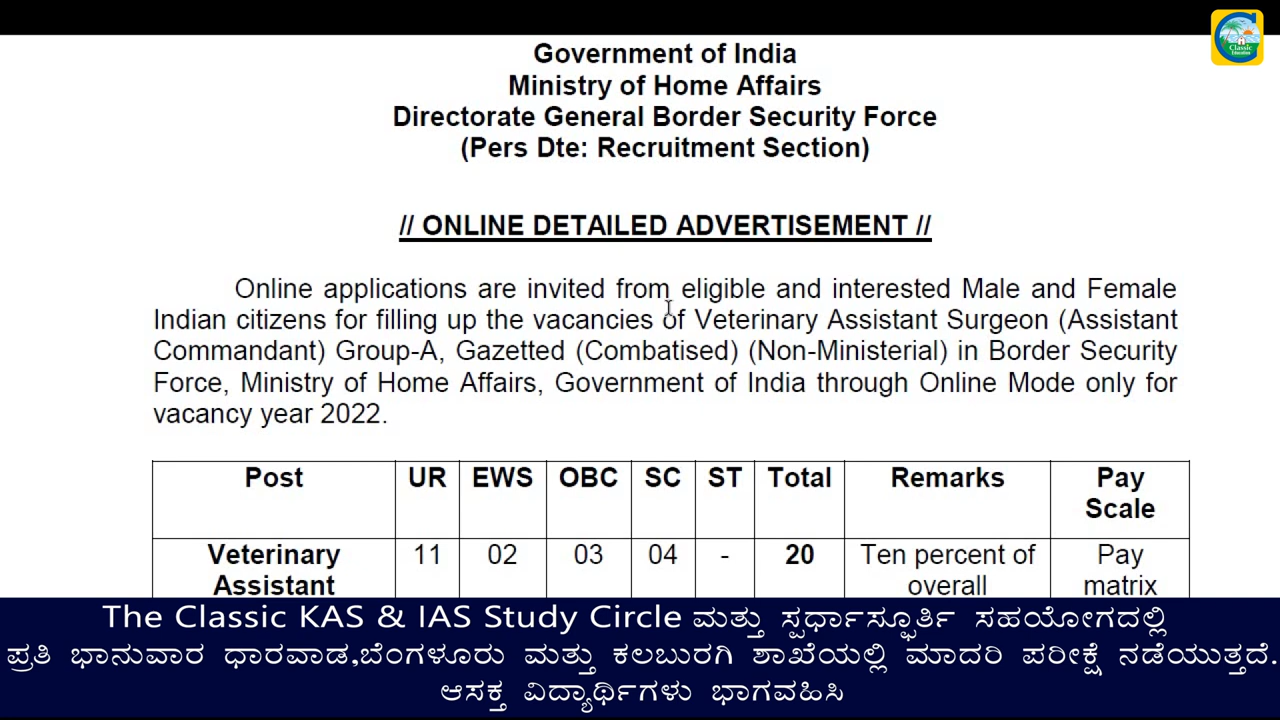 Classic
Education
Government of India
Ministry of Home Affairs
Directorate General Border Security Force
(Pers Dte: Recruitment Section)
// ONLINE DETAILED ADVERTISEMENT //
Online applications are invited from eligible and interested Male and Female
Indian citizens for filling up the vacancies of Veterinary Assistant Surgeon (Assistant
Commandant) Group-A, Gazetted (Combatised) (Non-Ministerial) in Border Security
Force, Ministry of Home Affairs, Government of India through Online Mode only for
vacancy year 2022.
Post UR EWS OBC SC ST Total Remarks Pay
Scale
Veterinary 11 02 03 04 - 20 Ten percent of Pay
Assistant overall matrix
The Classic KAS & IAS Study Circle ಮತ್ತು ಸ್ಪರ್ಧಾಸ್ಫೂರ್ತಿ ಸಹಯೋಗದಲ್ಲಿ
ಪ್ರತಿ ಭಾನುವಾರ ಧಾರವಾಡ,ಬೆಂಗಳೂರು ಮತ್ತು ಕಲಬುರಗಿ ಶಾಖೆಯಲ್ಲಿ ಮಾದರಿ ಪರೀಕ್ಷೆ ನಡೆಯುತ್ತದೆ.
ಆಸಕ್ತ ವಿದ್ಯಾರ್ಥಿಗಳು ಭಾಗವಹಿಸಿ